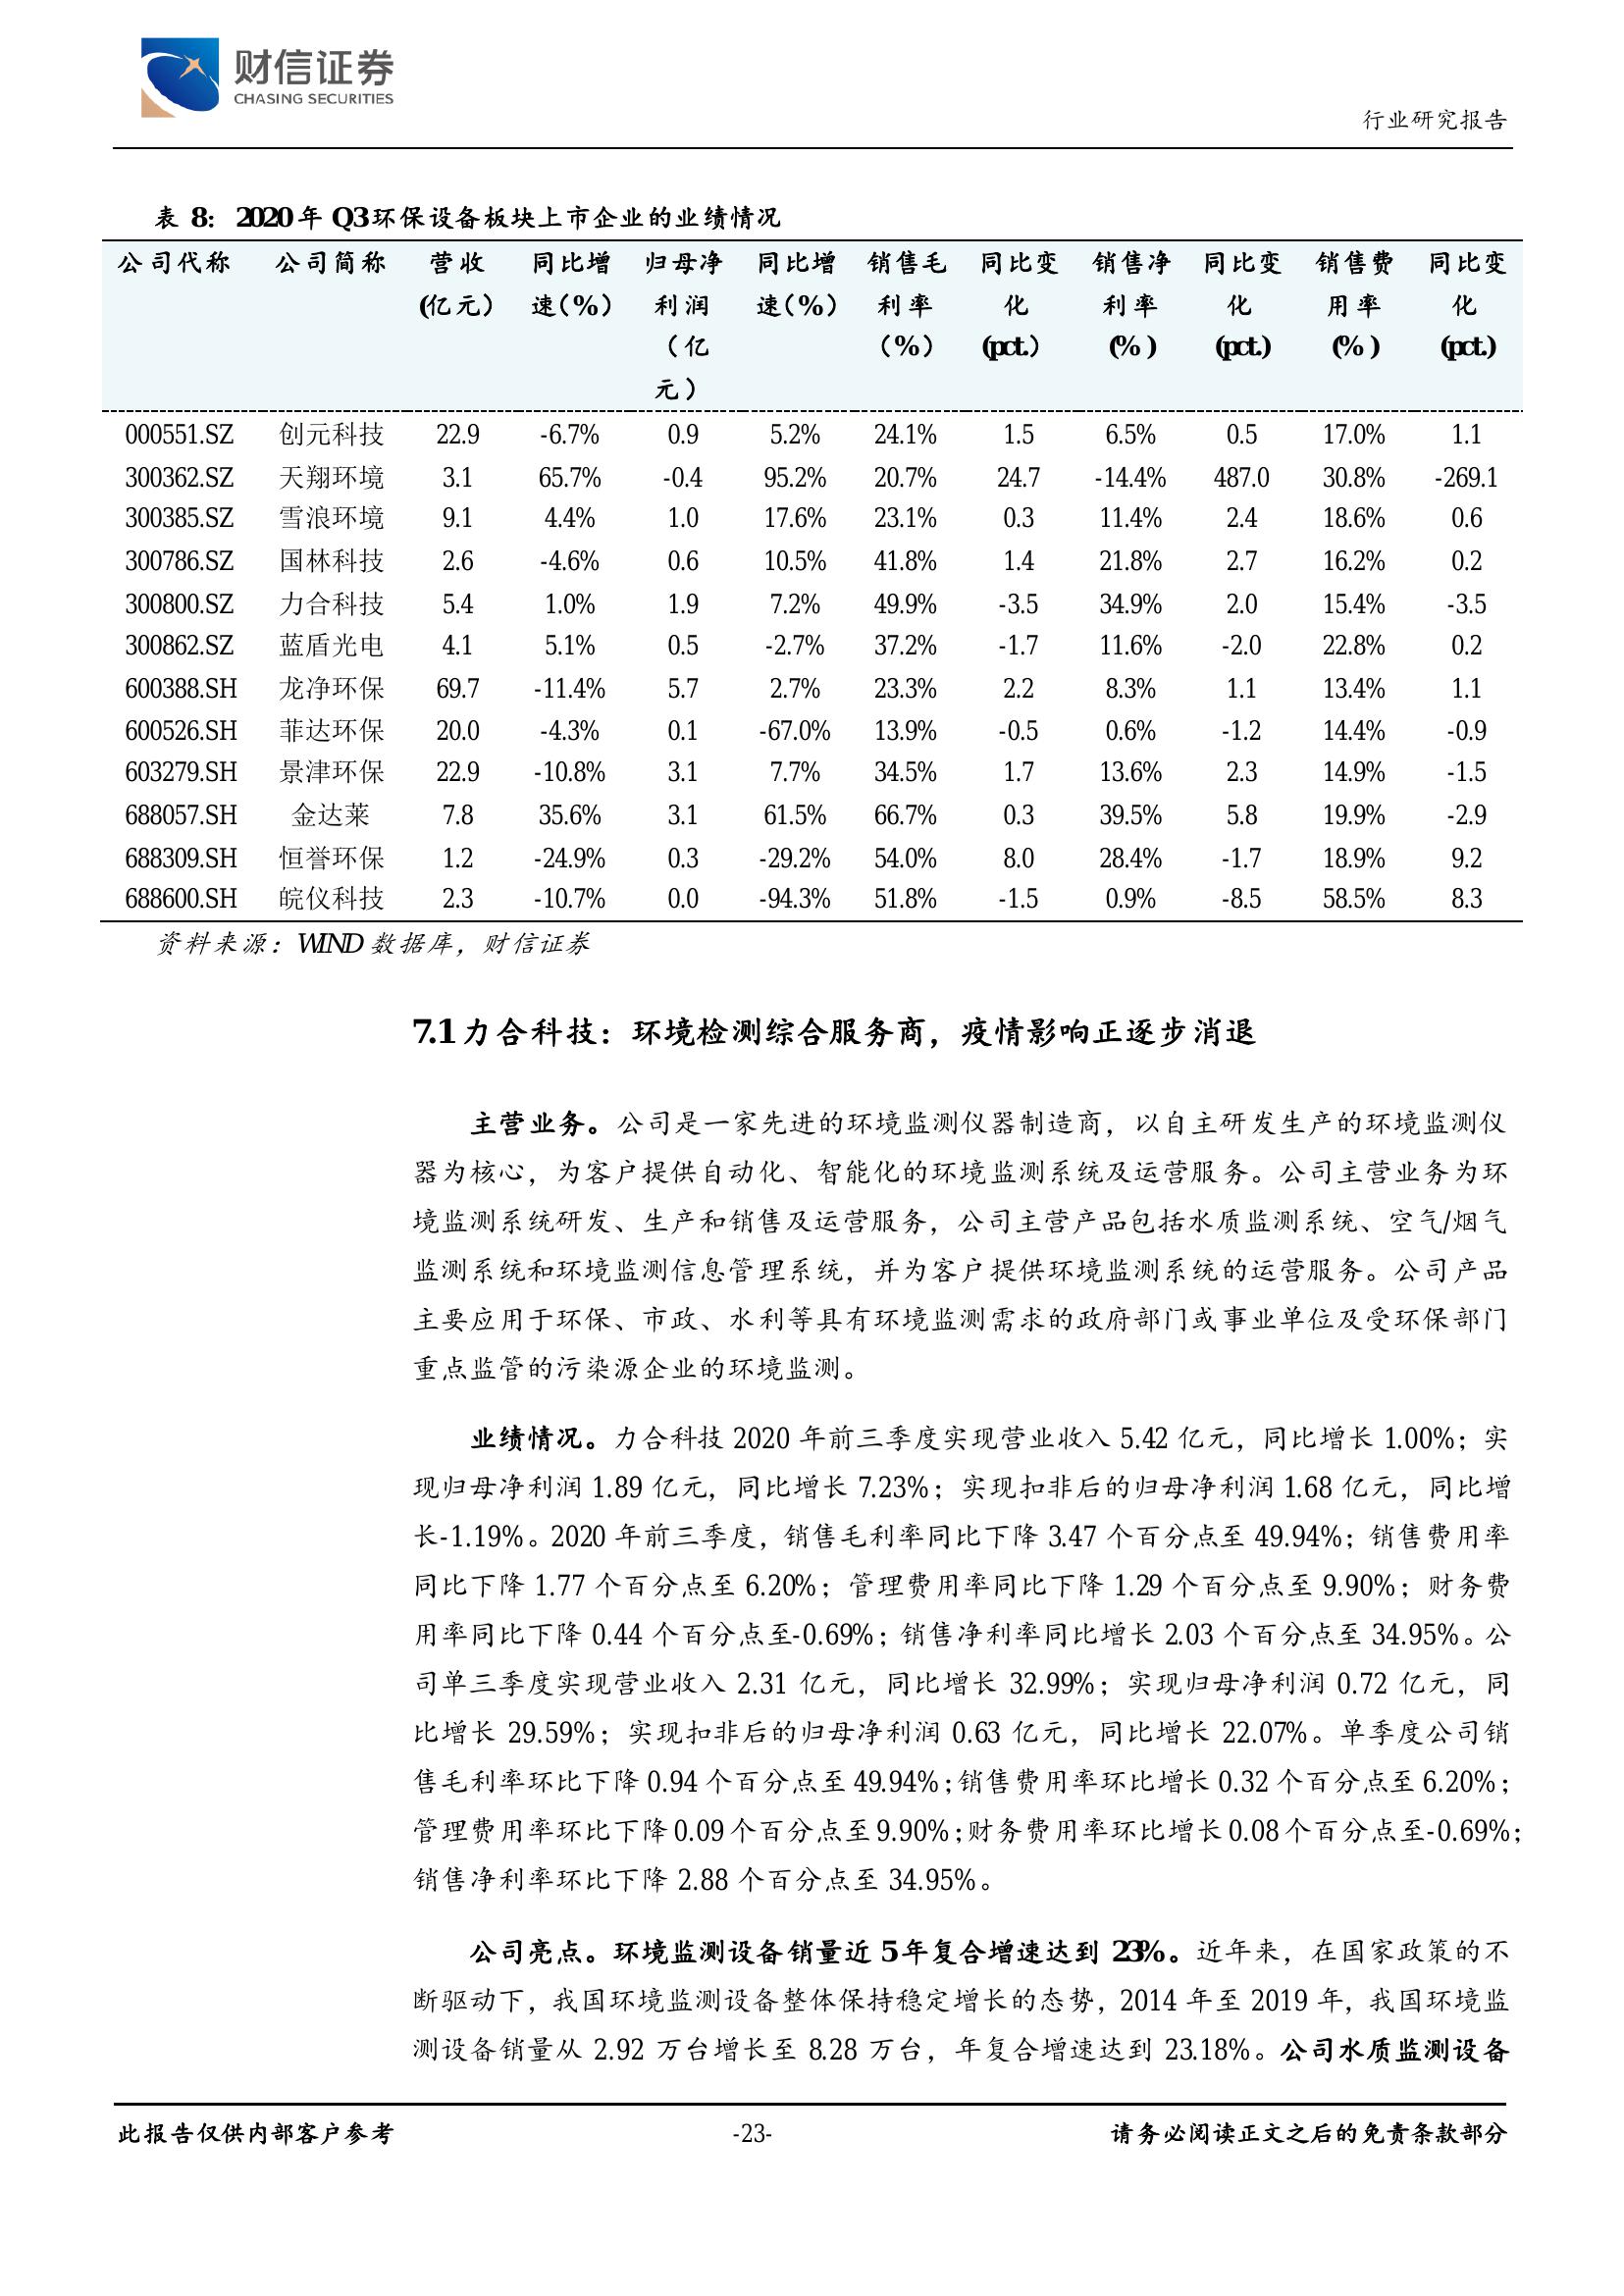 财信证券
CHASING SECURITIES
行业研究报告
表 8：2020 年 Q3 环保设备板块上市企业的业绩情况
公司代称 公司简称 营收 同比增 归母净 同比增 销售毛 同比变 销售净 同比变 销售费 同比变
(亿元) 速(%) 利润 速(%) 利率 化 利率 化 用率 化
（亿 （%） (pct.) (%) (pct.) (%) (pct.)
元）
000551.SZ 创元科技 22.9 -6.7% 0.9 5.2% 24.1% 1.5 6.5% 0.5 17.0% 1.1
300362.SZ 天翔环境 3.1 65.7% -0.4 95.2% 20.7% 24.7 -14.4% 487.0 30.8% -269.1
300385.SZ 雪浪环境 9.1 4.4% 1.0 17.6% 23.1% 0.3 11.4% 2.4 18.6% 0.6
300786.SZ 国林科技 2.6 -4.6% 0.6 10.5% 41.8% 1.4 21.8% 2.7 16.2% 0.2
300800.SZ 力合科技 5.4 1.0% 1.9 7.2% 49.9% -3.5 34.9% 2.0 15.4% -3.5
300862.SZ 蓝盾光电 4.1 5.1% 0.5 -2.7% 37.2% -1.7 11.6% -2.0 22.8% 0.2
600388.SH 龙净环保 69.7 -11.4% 5.7 2.7% 23.3% 2.2 8.3% 1.1 13.4% 1.1
600526.SH 菲达环保 20.0 -4.3% 0.1 -67.0% 13.9% -0.5 0.6% -1.2 14.4% -0.9
603279.SH 景津环保 22.9 -10.8% 3.1 7.7% 34.5% 1.7 13.6% 2.3 14.9% -1.5
688057.SH 金达莱 7.8 35.6% 3.1 61.5% 66.7% 0.3 39.5% 5.8 19.9% -2.9
688309.SH 恒誉环保 1.2 -24.9% 0.3 -29.2% 54.0% 8.0 28.4% -1.7 18.9% 9.2
688600.SH 皖仪科技 2.3 -10.7% 0.0 -94.3% 51.8% -1.5 0.9% -8.5 58.5% 8.3
资料来源：WIND 数据库，财信证券
7.1 力合科技：环境检测综合服务商，疫情影响正逐步消退
主营业务。公司是一家先进的环境监测仪器制造商，以自主研发生产的环境监测仪
器为核心，为客户提供自动化、智能化的环境监测系统及运营服务。公司主营业务为环
境监测系统研发、生产和销售及运营服务，公司主营产品包括水质监测系统、空气/烟气
监测系统和环境监测信息管理系统，并为客户提供环境监测系统的运营服务。公司产品
主要应用于环保、市政、水利等具有环境监测需求的政府部门或事业单位及受环保部门
重点监管的污染源企业的环境监测。
业绩情况。力合科技 2020 年前三季度实现营业收入 5.42 亿元，同比增长 1.00%；实
现归母净利润 1.89 亿元，同比增长 7.23%；实现扣非后的归母净利润 1.68 亿元，同比增
长-1.19%。2020 年前三季度，销售毛利率同比下降 3.47 个百分点至 49.94%；销售费用率
同比下降 1.77 个百分点至 6.20%；管理费用率同比下降 1.29 个百分点至 9.90%；财务费
用率同比下降 0.44 个百分点至-0.69%；销售净利率同比增长 2.03 个百分点至 34.95%。公
司单三季度实现营业收入 2.31 亿元，同比增长 32.99%；实现归母净利润 0.72 亿元，同
比增长 29.59%；实现扣非后的归母净利润 0.63 亿元，同比增长 22.07%。单季度公司销
售毛利率环比下降 0.94 个百分点至 49.94%；销售费用率环比增长 0.32 个百分点至 6.20%；
管理费用率环比下降 0.09 个百分点至 9.90%；财务费用率环比增长 0.08 个百分点至-0.69%；
销售净利率环比下降 2.88 个百分点至 34.95%。
公司亮点。环境监测设备销量近 5 年复合增速达到 23%。近年来，在国家政策的不
断驱动下，我国环境监测设备整体保持稳定增长的态势，2014 年至 2019 年，我国环境监
测设备销量从 2.92 万台增长至 8.28 万台，年复合增速达到 23.18%。公司水质监测设备
此报告仅供内部客户参考 -23- 请务必阅读正文之后的免责条款部分